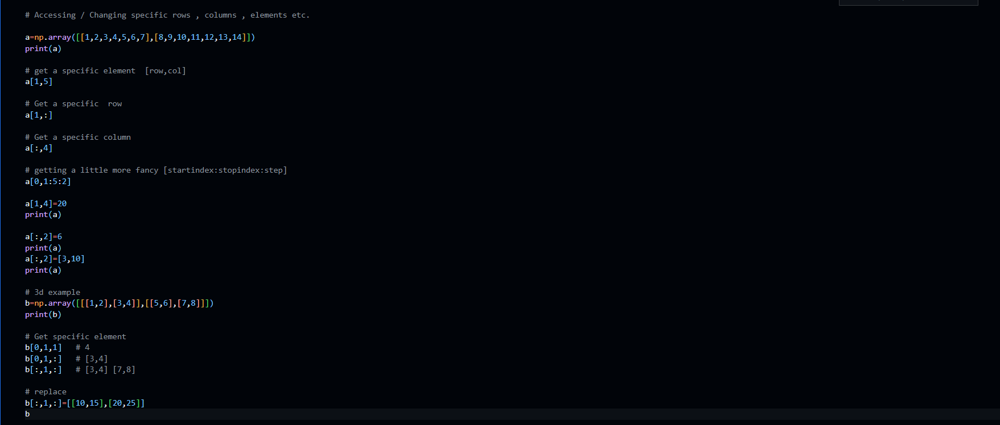 # Accessing / Changing specific rows , columns , elements etc.
a=np.array([[1,2,3,4,5,6,7],[8,9,10,11,12,13,14]])
print(a)
# get a specific element  [row,col]
a[1,5]
# Get a specific  row
a[1,:]
# Get a specific column
a[:,4]
# getting a little more fancy [startindex:stopindex:step]
a[0,1:5:2]
a[1,4]=20
print(a)
a[:,2]=6
print(a)
a[:,2]=[3,10]
print(a)
# 3d example
b=np.array([[[1,2],[3,4]],[[5,6],[7,8]]])
print(b)
# Get specific element
b[0,1,1]   # 4
b[0,1,:]   # [3,4]
b[:,1,:]   # [3,4] [7,8]
# replace
b[:,1,:]=[[10,15],[20,25]]
b